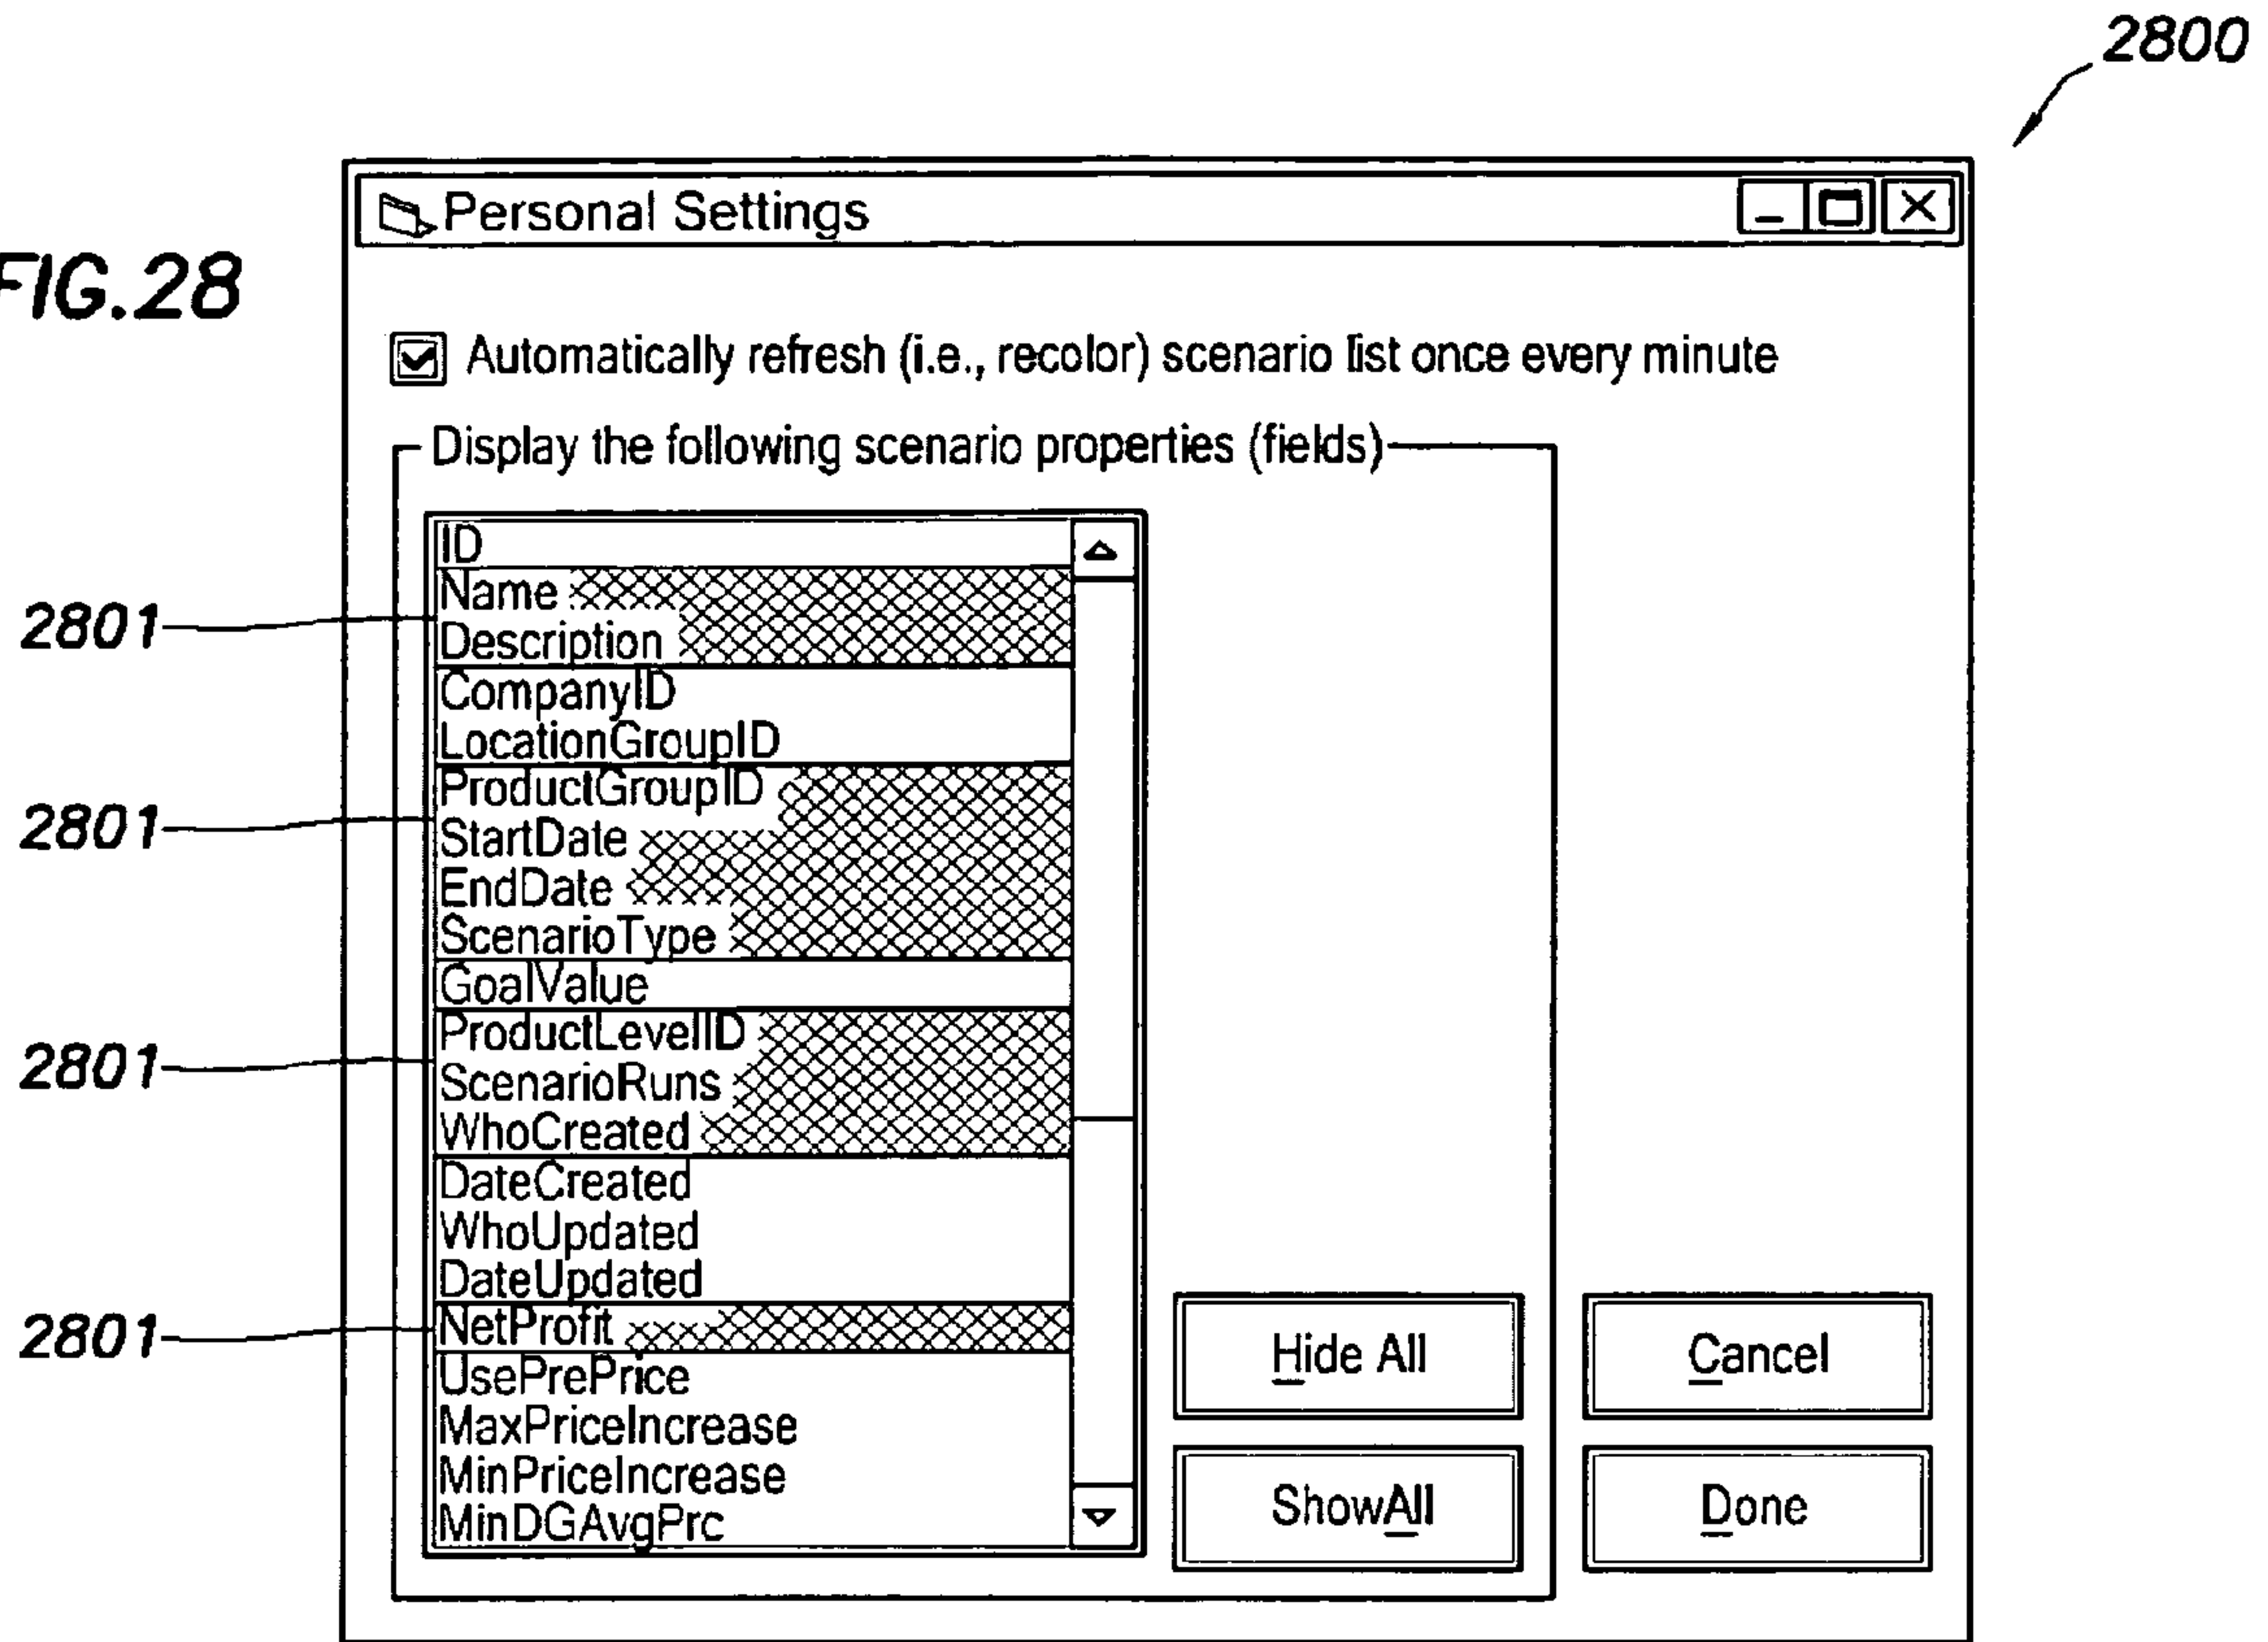 2800
FIG.28
Personal Settings
Automatically refresh (i.e., recolor) scenario list once every minute
Display the following scenario properties (fields)
ID
Name
Description
2801
CompanyID
LocationGroupID
ProductGroupID
2801
StartDate
EndDate
ScenarioType
GoalValue
ProductLevelID
2801
ScenarioRuns
WhoCreated
DateCreated
WhoUpdated
DateUpdated
2801
NetProfit
UsePrePrice
MaxPriceIncrease
MinPriceIncrease
MinDGAvgPrc
Hide All
Cancel
ShowAll
Done